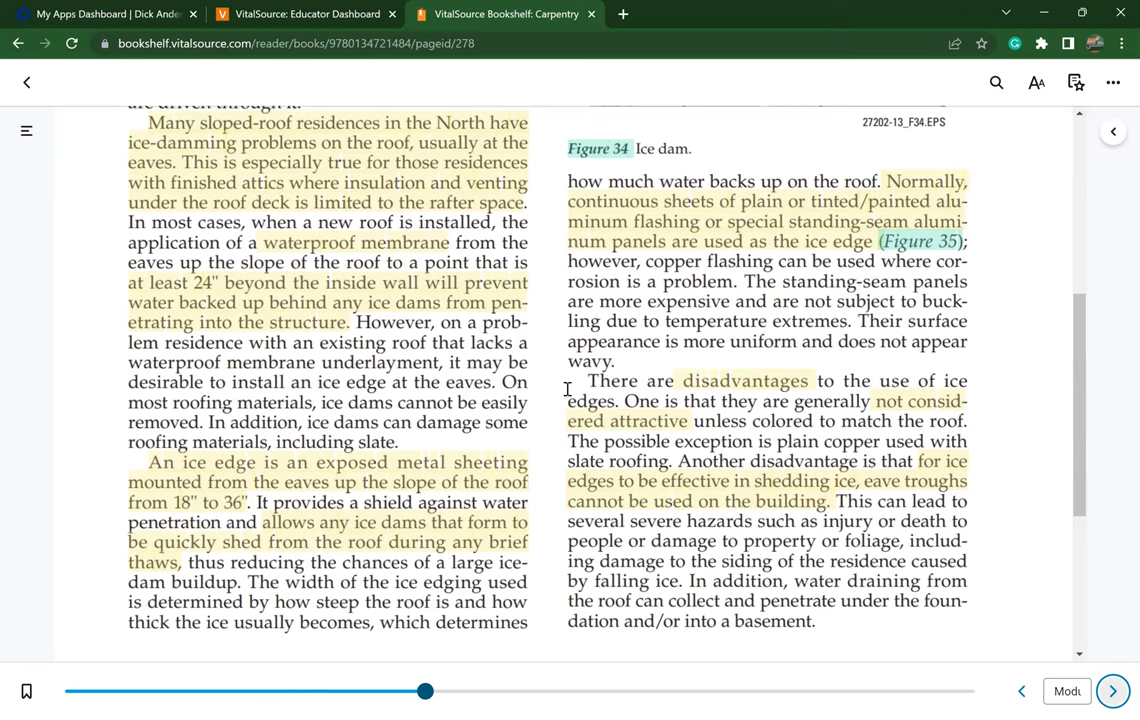 My Apps Dashboard | Dick Ander
VitalSource: Educator Dashboard
VitalSource Bookshelf: Carpentry
bookshelf.vitalsource.com/reader/books/9780134721484/pageid/278
are driven through it.
Many sloped-roof residences in the North have
ice-damming problems on the roof, usually at the
eaves. This is especially true for those residences
with finished attics where insulation and venting
under the roof deck is limited to the rafter space.
In most cases, when a new roof is installed, the
application of a waterproof membrane from the
eaves up the slope of the roof to a point that is
at least 24" beyond the inside wall will prevent
water backed up behind any ice dams from pen-
etrating into the structure. However, on a prob-
lem residence with an existing roof that lacks a
waterproof membrane underlayment, it may be
desirable to install an ice edge at the eaves. On
most roofing materials, ice dams cannot be easily
removed. In addition, ice dams can damage some
roofing materials, including slate.
An ice edge is an exposed metal sheeting
mounted from the eaves up the slope of the roof
from 18" to 36". It provides a shield against water
penetration and allows any ice dams that form to
be quickly shed from the roof during any brief
thaws, thus reducing the chances of a large ice-
dam buildup. The width of the ice edging used
is determined by how steep the roof is and how
thick the ice usually becomes, which determines
27202-13_F34.EPS
Figure 34 Ice dam.
how much water backs up on the roof. Normally,
continuous sheets of plain or tinted/painted alu-
minum flashing or special standing-seam alumi-
num panels are used as the ice edge (Figure 35);
however, copper flashing can be used where cor-
rosion is a problem. The standing-seam panels
are more expensive and are not subject to buck-
ling due to temperature extremes. Their surface
appearance is more uniform and does not appear
wavy.
There are disadvantages to the use of ice
edges. One is that they are generally not consid-
ered attractive unless colored to match the roof.
The possible exception is plain copper used with
slate roofing. Another disadvantage is that for ice
edges to be effective in shedding ice, eave troughs
cannot be used on the building. This can lead to
several severe hazards such as injury or death to
people or damage to property or foliage, includ-
ing damage to the siding of the residence caused
by falling ice. In addition, water draining from
the roof can collect and penetrate under the foun-
dation and/or into a basement.
Modu